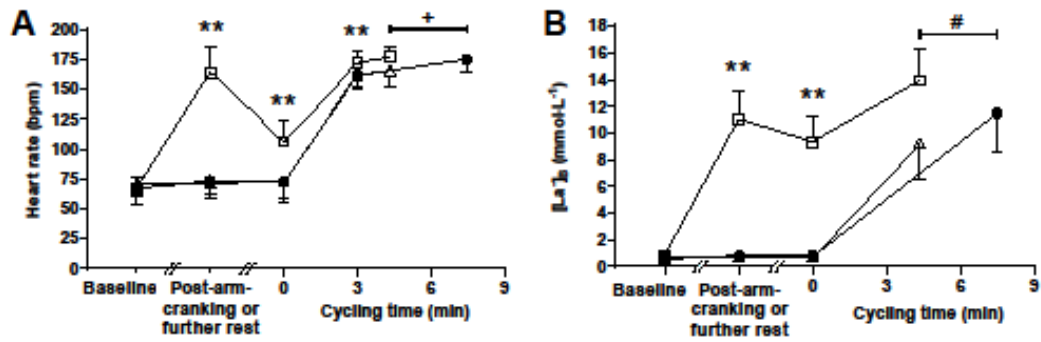 A
Heart rate (bpm)
200
175
150
125
100
75
50
25
0
**
**
**
+
Baseline
Post-arm-
cranking or
further rest
0
3
6
9
Cycling time (min)
B
[La⁻]B (mmol·L⁻¹)
18
16
14
12
10
8
6
4
2
0
**
**
#
Baseline
Post-arm-
cranking or
further rest
0
3
6
9
Cycling time (min)